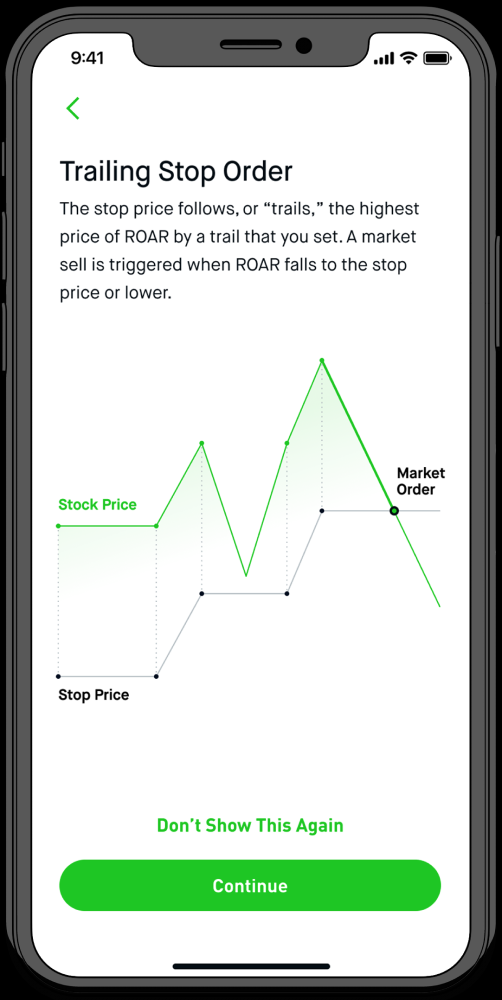 9:41
Trailing Stop Order
The stop price follows, or “trails,” the highest
price of ROAR by a trail that you set. A market
sell is triggered when ROAR falls to the stop
price or lower.
Market
Order
Stock Price
Stop Price
Don’t Show This Again
Continue